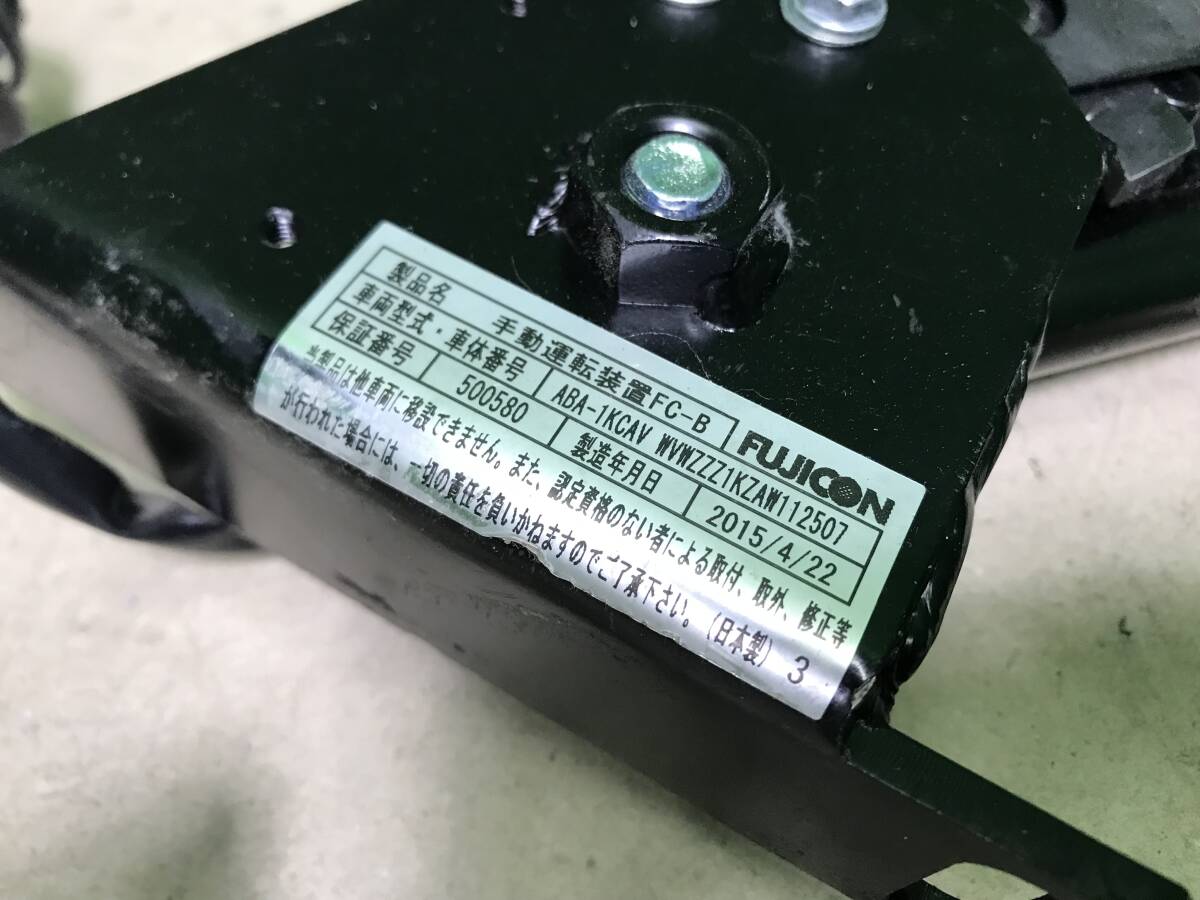 製品名 手動運転装置FC-B FUJICON
車両型式・車体番号 ABA-1KCAV WVWZZZ1KZAW112507
保証番号 500580 製造年月日 2015/4/22
当製品は他車両に移設できません。また、認定資格のない者による取付、取外、修正等
が行われた場合には、一切の責任を負いかねますのでご了承下さい。(日本製) 3